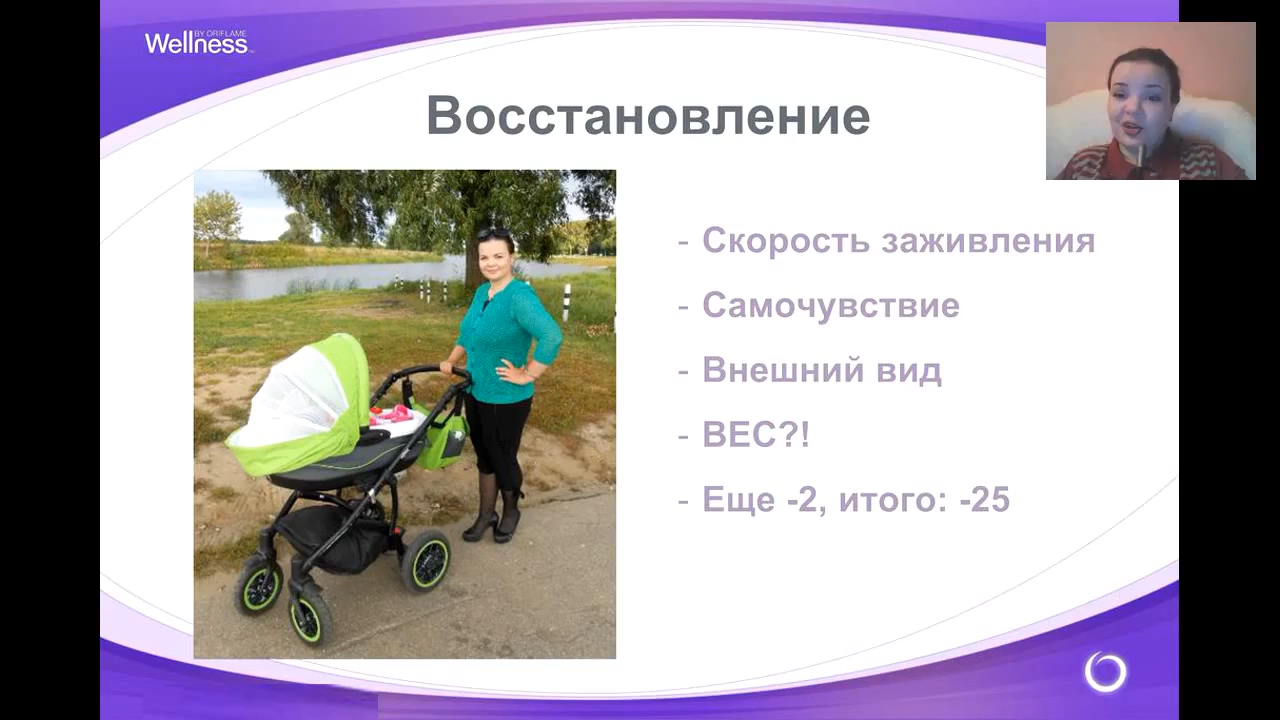 BY ORIFLAME
Wellness
Восстановление
- Скорость заживления
- Самочувствие
- Внешний вид
- ВЕС?!
- Еще -2, итого: -25